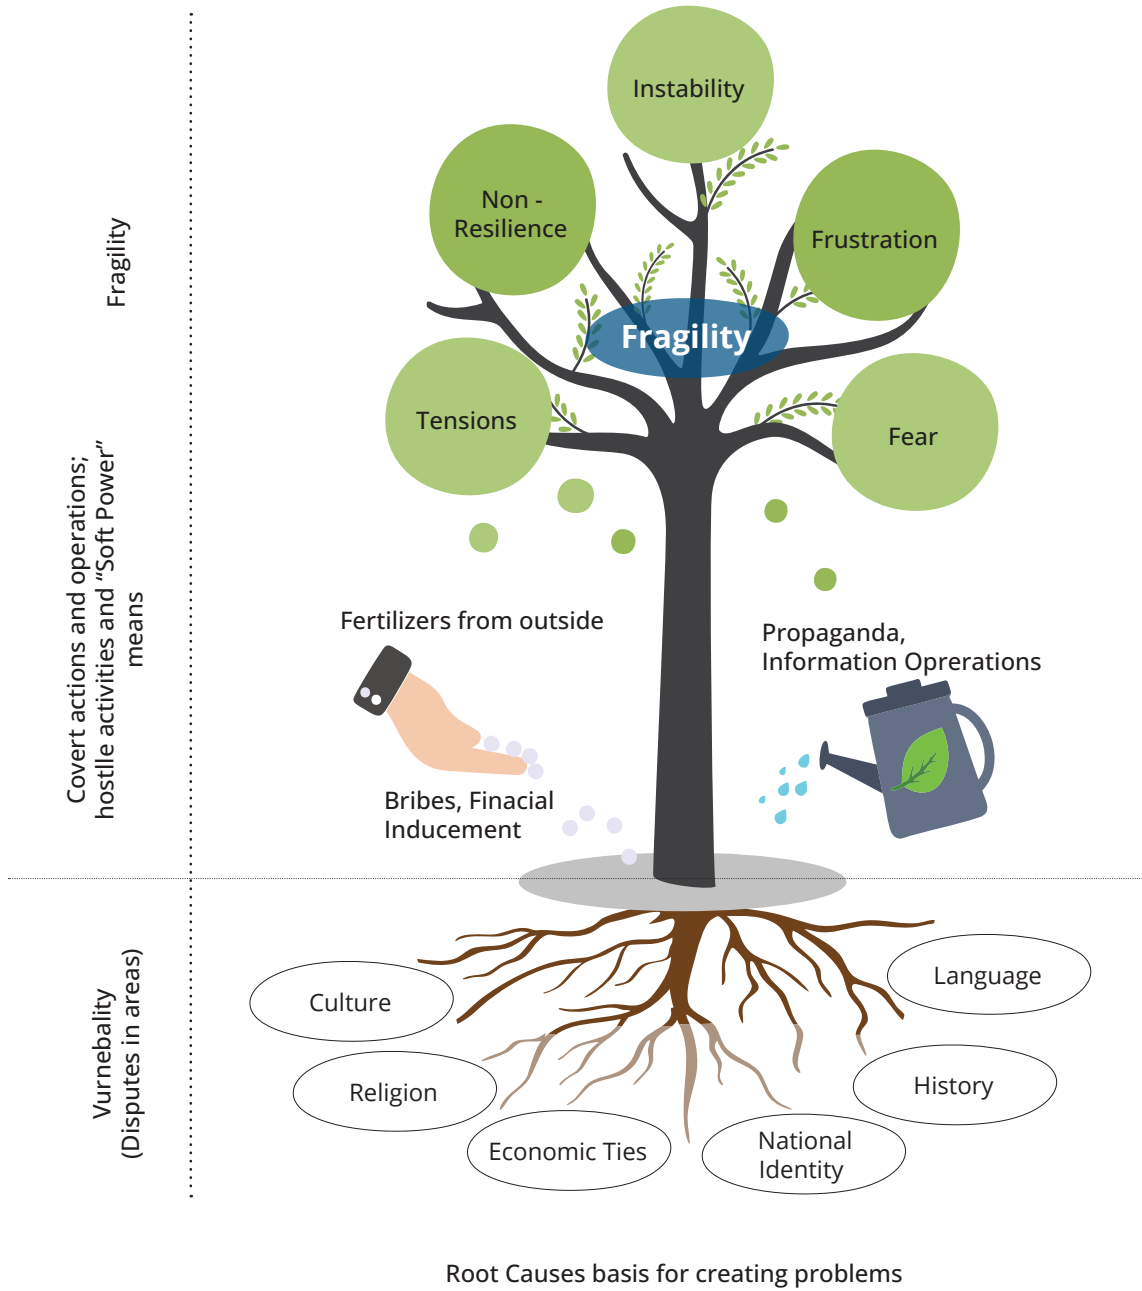 Instability
Non -
Resilience
Frustration
Fragility
Fragility
Tensions
Fear
Covert actions and operations;
hostlle activities and “Soft Power”
means
Fertilizers from outside
Propaganda,
Information Oprerations
Bribes, Finacial
Inducement
Vurnebality
(Disputes in areas)
Culture
Language
Religion
History
Economic Ties
National
Identity
Root Causes basis for creating problems